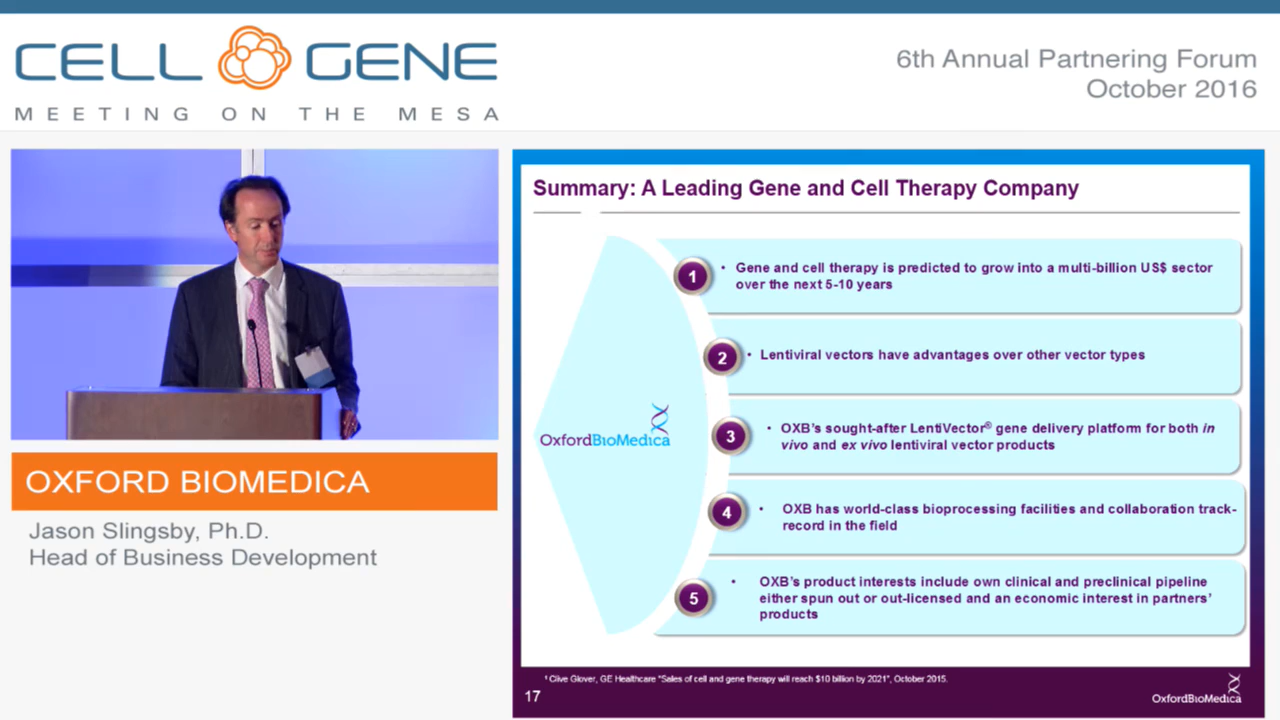 CELL GENE
MEETING ON THE MESA
6th Annual Partnering Forum
October 2016
OXFORD BIOMEDICA
Jason Slingsby, Ph.D.
Head of Business Development
Summary: A Leading Gene and Cell Therapy Company
OxfordBioMedica
1
• Gene and cell therapy is predicted to grow into a multi-billion US$ sector
over the next 5-10 years
2
• Lentiviral vectors have advantages over other vector types
3
• OXB's sought-after LentiVector® gene delivery platform for both in
vivo and ex vivo lentiviral vector products
4
• OXB has world-class bioprocessing facilities and collaboration track-
record in the field
5
• OXB's product interests include own clinical and preclinical pipeline
either spun out or out-licensed and an economic interest in partners'
products
¹ Clive Glover, GE Healthcare "Sales of cell and gene therapy will reach $10 billion by 2021", October 2015.
17
OxfordBioMedica